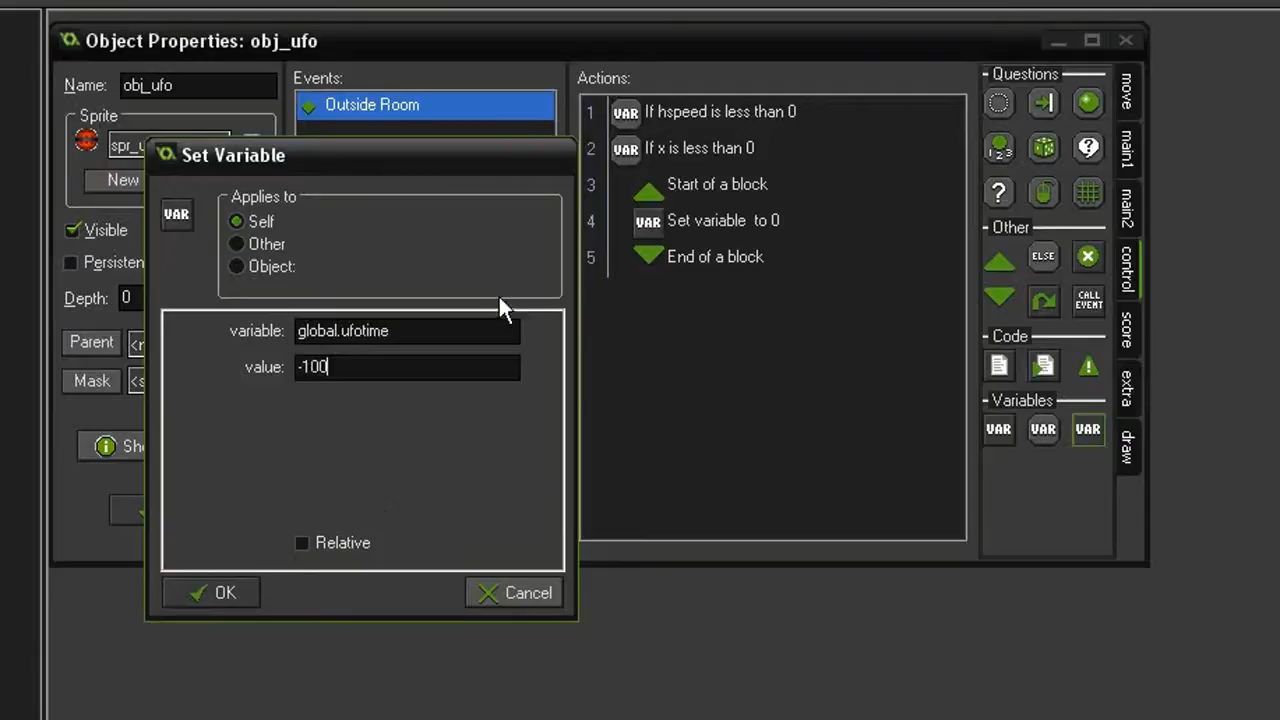 Object Properties: obj_ufo
Name: obj_ufo
Sprite
spr_u
New
Visible
Persisten
Depth: 0
Parent
Mask
Sho
Events:
Outside Room
Set Variable
VAR
Applies to
Self
Other
Object:
variable: global.ufotime
value: -100
Relative
OK
Cancel
Actions:
1 VAR If hspeed is less than 0
2 VAR If x is less than 0
3 Start of a block
4 VAR Set variable to 0
5 End of a block
Questions
123
?
?
Other
ELSE
CALL EVENT
Code
Variables
VAR VAR VAR
move
main1
main2
control
score
extra
draw